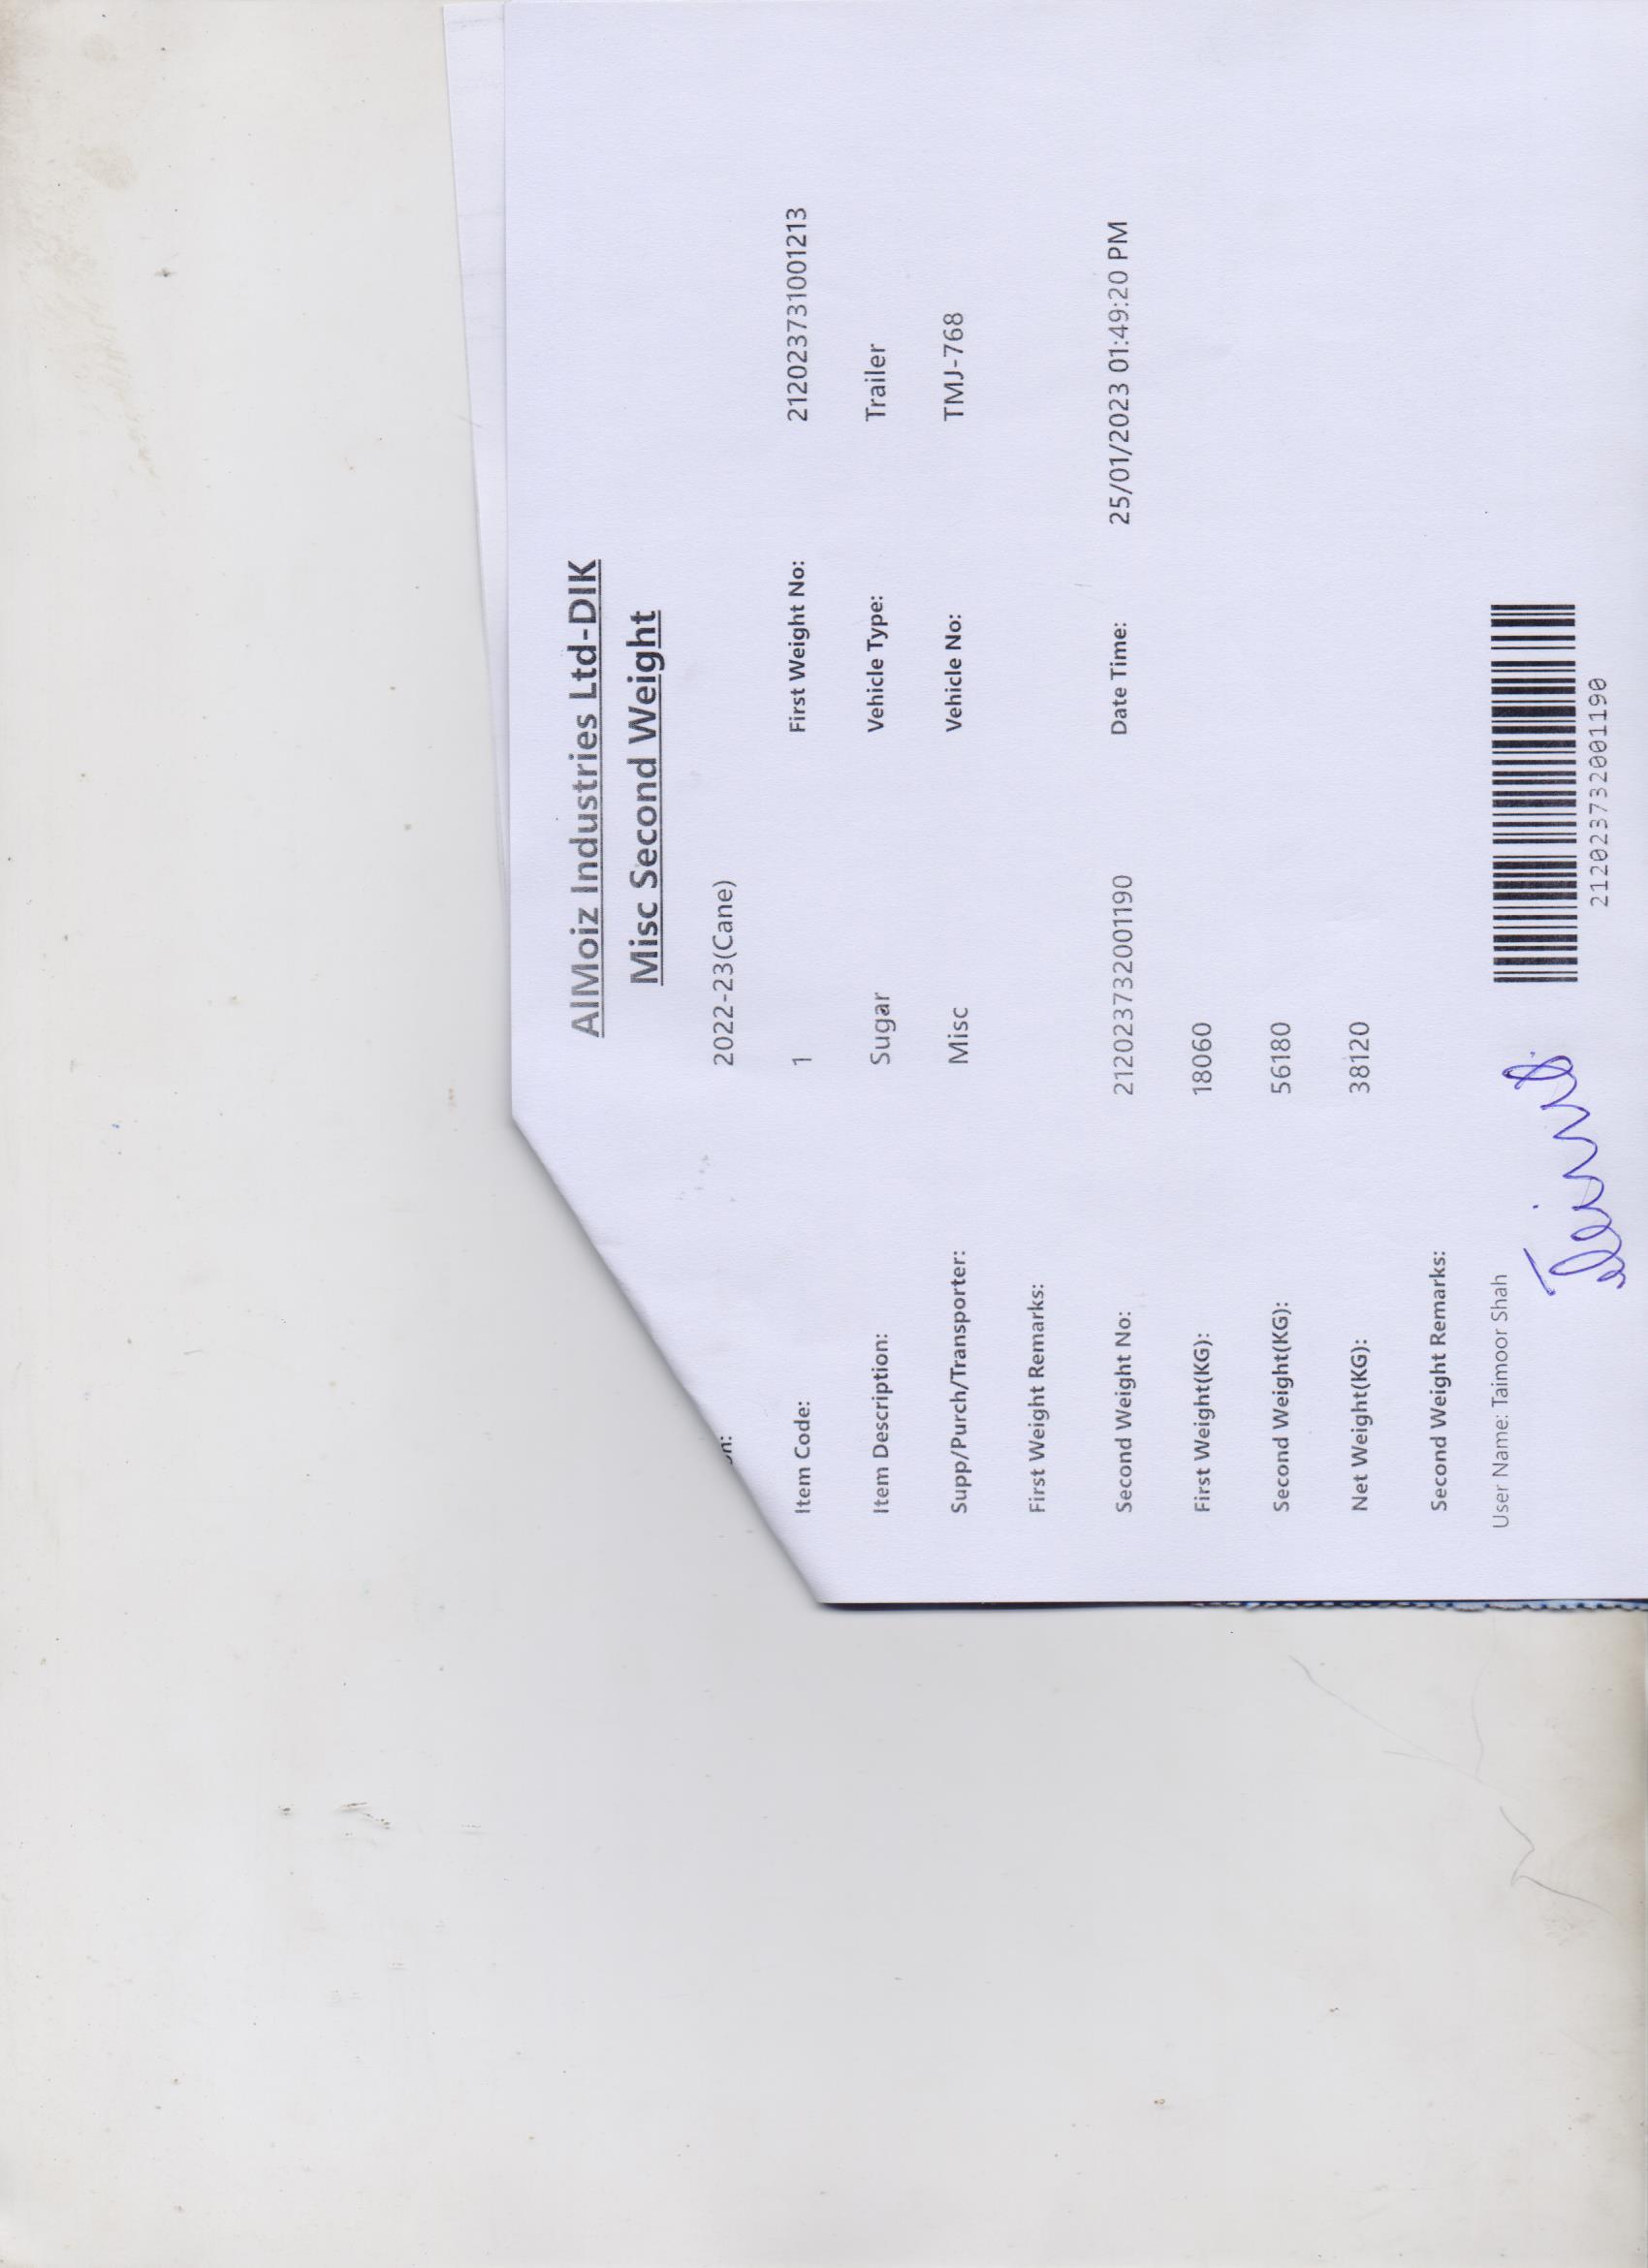 AlMoiz Industries Ltd-DIK
Misc Second Weight
2022-23(Cane)
Item Code: 1 First Weight No: 212023731001213
Item Description: Sugar Vehicle Type: Trailer
Supp/Purch/Transporter: Misc Vehicle No: TMJ-768
First Weight Remarks:
Second Weight No: 212023732001190 Date Time: 25/01/2023 01:49:20 PM
First Weight(KG): 18060
Second Weight(KG): 56180
Net Weight(KG): 38120
Second Weight Remarks:
User Name: Taimoor Shah
212023732001190